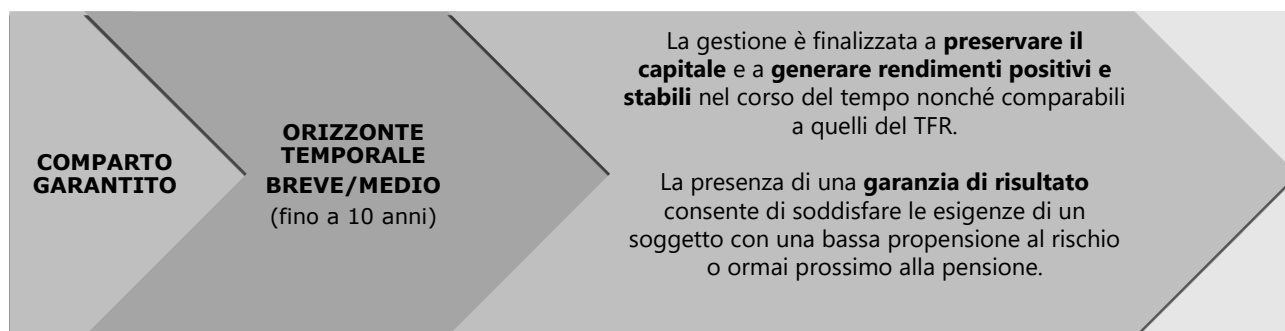 COMPARTO
GARANTITO
ORIZZONTE
TEMPORALE
BREVE/MEDIO
(fino a 10 anni)
La gestione è finalizzata a preservare il
capitale e a generare rendimenti positivi e
stabili nel corso del tempo nonché comparabili
a quelli del TFR.
La presenza di una garanzia di risultato
consente di soddisfare le esigenze di un
soggetto con una bassa propensione al rischio
o ormai prossimo alla pensione.